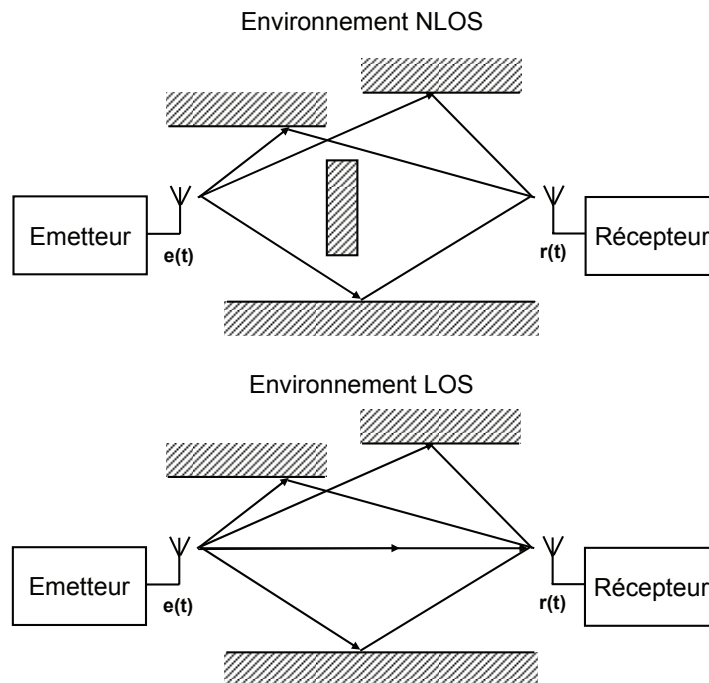 Environnement NLOS
Emetteur
e(t)
r(t)
Récepteur
Environnement LOS
Emetteur
e(t)
r(t)
Récepteur